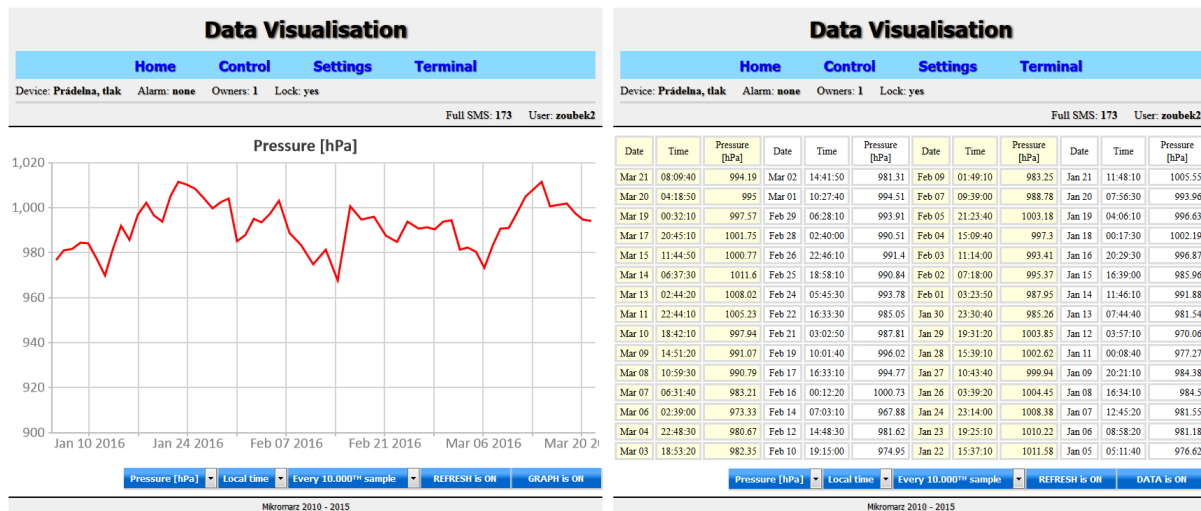 Data Visualisation
Home Control Settings Terminal
Device: Prádelna, tlak Alarm: none Owners: 1 Lock: yes
Full SMS: 173 User: zoubek2
Pressure [hPa]
1,020
1,000
980
960
940
920
900
Jan 10 2016 Jan 24 2016 Feb 07 2016 Feb 21 2016 Mar 06 2016 Mar 20 2
Pressure [hPa] Local time Every 10.000TH sample REFRESH is ON GRAPH is ON
Mikromarz 2010 - 2015
Data Visualisation
Home Control Settings Terminal
Device: Prádelna, tlak Alarm: none Owners: 1 Lock: yes
Full SMS: 173 User: zoubek2
Date Time Pressure [hPa] Date Time Pressure [hPa] Date Time Pressure [hPa] Date Time Pressure [hPa]
Mar 21 08:09:40 994.19 Mar 02 14:41:50 981.31 Feb 09 01:49:10 983.25 Jan 21 11:48:10 1005.55
Mar 20 04:18:50 995 Mar 01 10:27:40 994.51 Feb 07 09:39:00 988.78 Jan 20 07:56:30 993.96
Mar 19 00:32:10 997.57 Feb 29 06:28:10 993.91 Feb 05 21:23:40 1003.18 Jan 19 04:06:10 996.63
Mar 17 20:45:10 1001.75 Feb 28 02:40:00 990.51 Feb 04 15:09:40 997.3 Jan 18 00:17:30 1002.19
Mar 15 11:44:50 1000.77 Feb 26 22:46:10 991.4 Feb 03 11:14:00 993.41 Jan 16 20:29:30 996.87
Mar 14 06:37:30 1011.6 Feb 25 18:58:10 990.84 Feb 02 07:18:00 995.37 Jan 15 16:39:00 985.96
Mar 13 02:44:20 1008.02 Feb 24 05:45:30 993.78 Feb 01 03:23:50 987.95 Jan 14 11:46:10 991.88
Mar 11 22:44:10 1005.23 Feb 22 16:33:30 985.05 Jan 30 23:30:40 985.26 Jan 13 07:44:40 981.54
Mar 10 18:42:10 997.94 Feb 21 03:02:50 987.81 Jan 29 19:31:20 1003.85 Jan 12 03:57:10 970.06
Mar 09 14:51:20 991.07 Feb 19 10:01:40 996.02 Jan 28 15:39:10 1002.62 Jan 11 00:08:40 977.27
Mar 08 10:59:30 990.79 Feb 17 16:33:10 994.77 Jan 27 10:43:40 999.94 Jan 09 20:21:10 984.38
Mar 07 06:31:40 983.21 Feb 16 00:12:20 1000.73 Jan 26 03:39:20 1004.45 Jan 08 16:34:10 984.5
Mar 06 02:39:00 973.33 Feb 14 07:03:10 967.88 Jan 24 23:14:00 1008.38 Jan 07 12:45:20 981.55
Mar 04 22:48:30 980.67 Feb 12 14:48:30 981.62 Jan 23 19:25:10 1010.22 Jan 06 08:58:20 981.18
Mar 03 18:53:20 982.35 Feb 10 19:15:00 974.95 Jan 22 15:37:10 1011.58 Jan 05 05:11:40 976.62
Pressure [hPa] Local time Every 10.000TH sample REFRESH is ON DATA is ON
Mikromarz 2010 - 2015